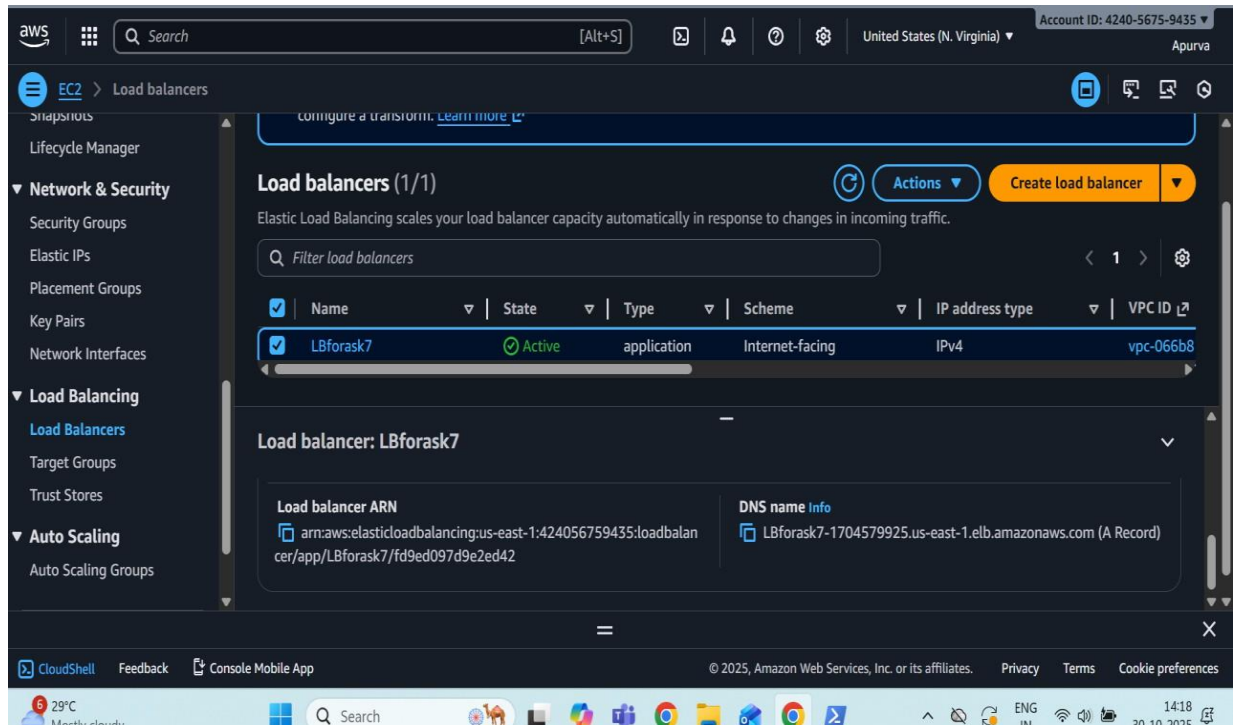 aws
Search
[Alt+S]
United States (N. Virginia) ▼
Account ID: 4240-5675-9435 ▼
Apurva
EC2 > Load balancers
Snapshots
Lifecycle Manager
▼ Network & Security
Security Groups
Elastic IPs
Placement Groups
Key Pairs
Network Interfaces
▼ Load Balancing
Load Balancers
Target Groups
Trust Stores
▼ Auto Scaling
Auto Scaling Groups
configure a transform. Learn more
Load balancers (1/1)
Actions ▼
Create load balancer ▼
Elastic Load Balancing scales your load balancer capacity automatically in response to changes in incoming traffic.
Filter load balancers
< 1 >
Name State Type Scheme IP address type VPC ID
LBforask7 Active application Internet-facing IPv4 vpc-066b8
Load balancer: LBforask7
Load balancer ARN
arn:aws:elasticloadbalancing:us-east-1:424056759435:loadbalan
cer/app/LBforask7/fd9ed097d9e2ed42
DNS name Info
LBforask7-1704579925.us-east-1.elb.amazonaws.com (A Record)
CloudShell Feedback Console Mobile App © 2025, Amazon Web Services, Inc. or its affiliates. Privacy Terms Cookie preferences
6 29°C
Mostly cloudy
Search
ENG
IN
14:18
30-10-2025